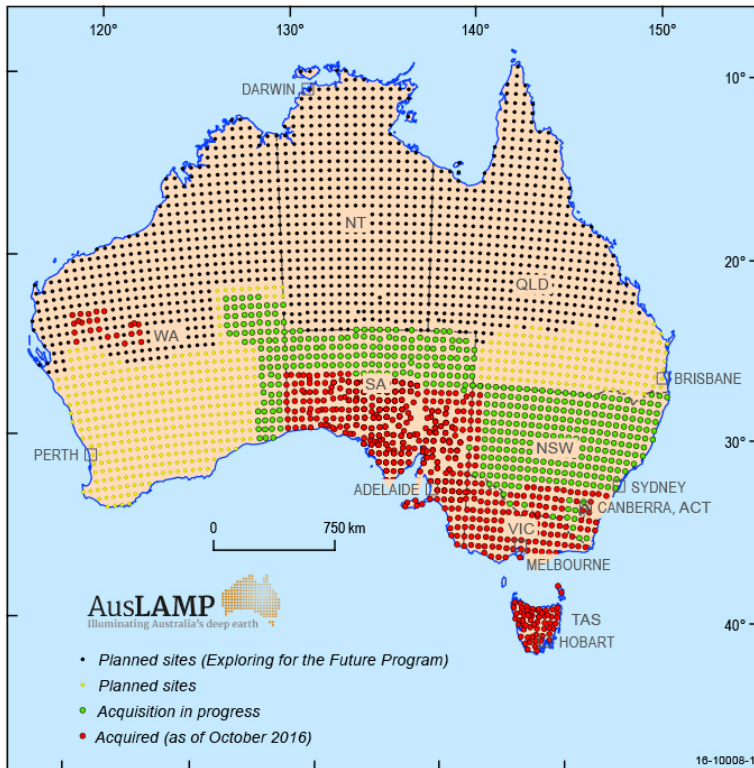 120°
130°
140°
150°
10°
DARWIN
NT
20°
QLD
WA
BRISBANE
SA
30°
NSW
PERTH
ADELAIDE
SYDNEY
CANBERRA, ACT
0
750 km
VIC
MELBOURNE
AusLAMP
Illuminating Australia's deep earth
TAS
40°
HOBART
Planned sites (Exploring for the Future Program)
Planned sites
Acquisition in progress
Acquired (as of October 2016)
16-10008-1